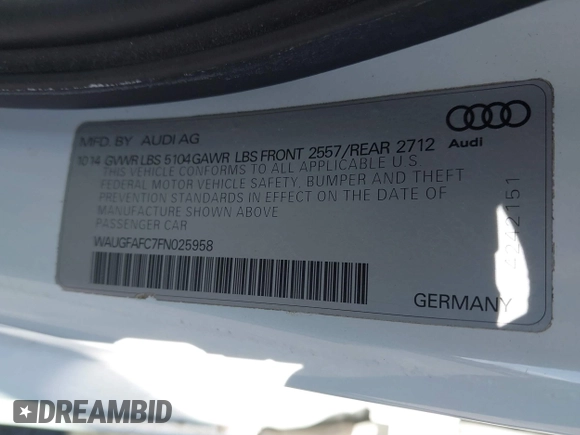 MFD. BY AUDI AG
10 14 GVWR LBS 5104 GAWR LBS FRONT 2557/REAR 2712
Audi
THIS VEHICLE CONFORMS TO ALL APPLICABLE U S
FEDERAL MOTOR VEHICLE SAFETY, BUMPER AND THEFT
PREVENTION STANDARDS IN EFFECT ON THE DATE OF
MANUFACTURE SHOWN ABOVE
PASSENGER CAR
WAUGFAFC7FN025958
GERMANY
4242151
DREAMBID